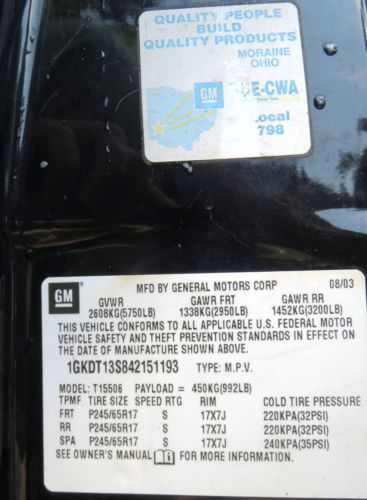 QUALITY PEOPLE
BUILD
QUALITY PRODUCTS
MORAINE
OHIO
GM
E-CWA
Local
798
GM
MFD BY GENERAL MOTORS CORP 08/03
GVWR GAWR FRT GAWR RR
2608KG(5750LB) 1338KG(2950LB) 1452KG(3200LB)
THIS VEHICLE CONFORMS TO ALL APPLICABLE U.S. FEDERAL MOTOR
VEHICLE SAFETY AND THEFT PREVENTION STANDARDS IN EFFECT ON
THE DATE OF MANUFACTURE SHOWN ABOVE.
1GKDT13S842151193 TYPE: M.P.V.
MODEL: T15506 PAYLOAD = 450KG(992LB)
TPMF TIRE SIZE SPEED RTG RIM COLD TIRE PRESSURE
FRT P245/65R17 S 17X7J 220KPA(32PSI)
RR P245/65R17 S 17X7J 220KPA(32PSI)
SPA P245/65R17 S 17X7J 240KPA(35PSI)
SEE OWNER'S MANUAL FOR MORE INFORMATION.